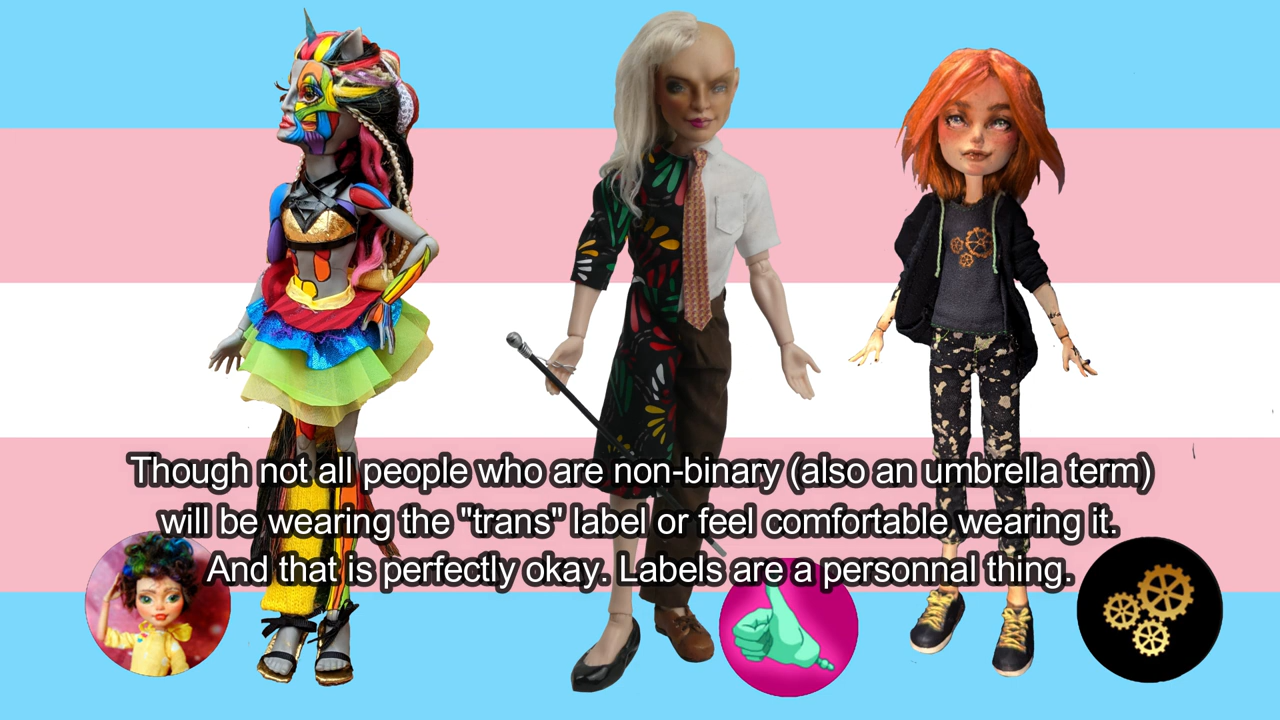 Though not all people who are non-binary (also an umbrella term)
will be wearing the "trans" label or feel comfortable wearing it.
And that is perfectly okay. Labels are a personnal thing.